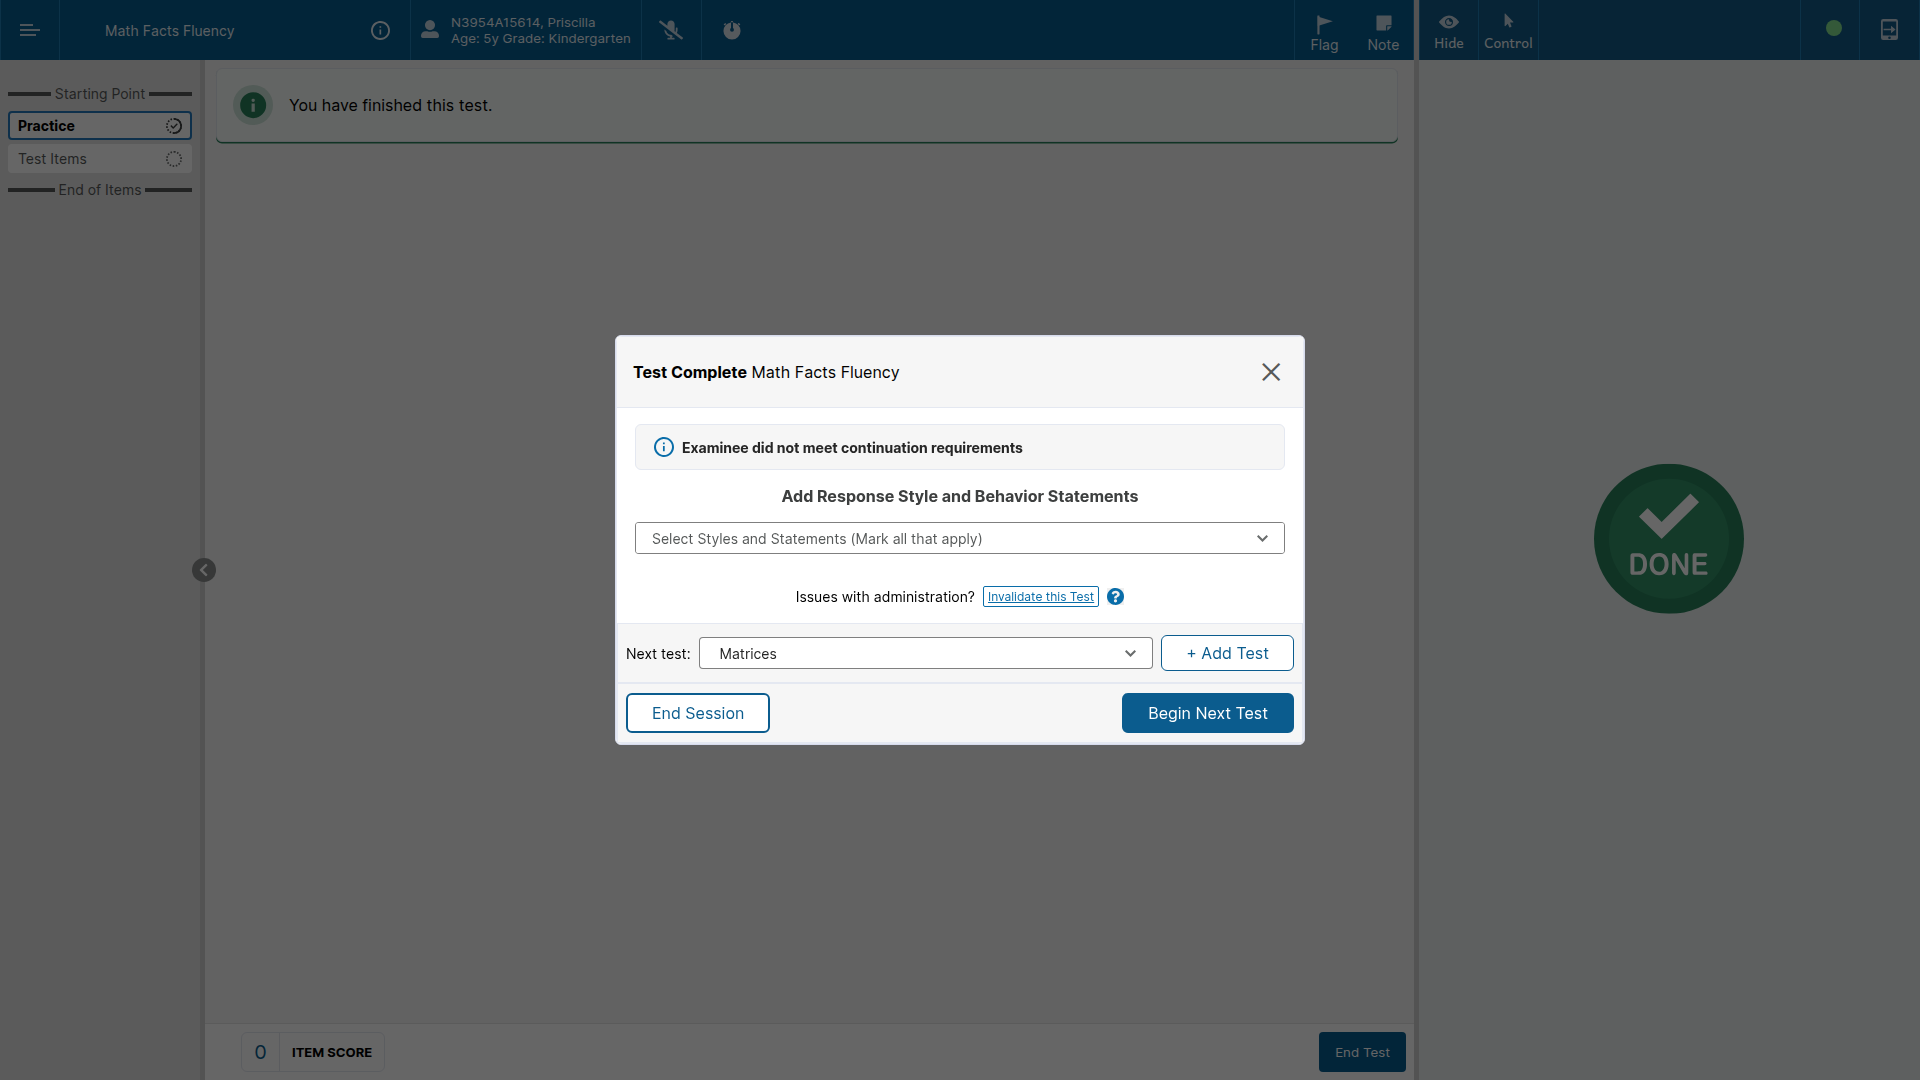 Math Facts Fluency
N3954A15614, Priscilla
Age: 5y Grade: Kindergarten
Flag
Note
Hide
Control
Starting Point
Practice
Test Items
End of Items
You have finished this test.
Test Complete Math Facts Fluency
Examinee did not meet continuation requirements
Add Response Style and Behavior Statements
Select Styles and Statements (Mark all that apply)
Issues with administration? Invalidate this Test ?
Next test: Matrices + Add Test
End Session Begin Next Test
DONE
0 ITEM SCORE
End Test